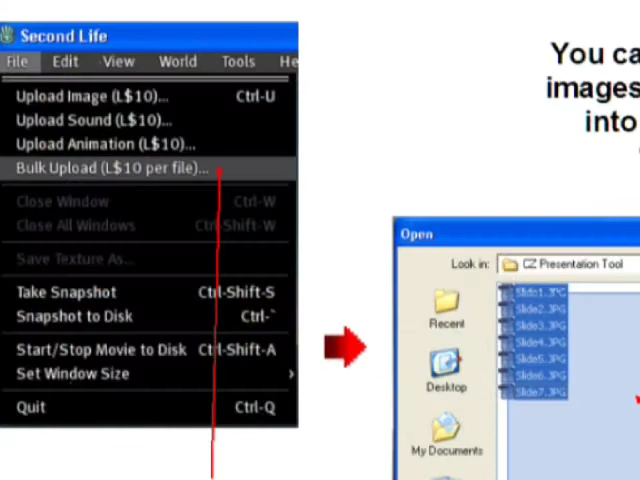 Second Life
File Edit View World Tools He
Upload Image (L$10)... Ctrl-U
Upload Sound (L$10)...
Upload Animation (L$10)...
Bulk Upload (L$10 per file)...
Close Window Ctrl-W
Close All Windows Ctrl-Shift-W
Save Texture As...
Take Snapshot Ctrl-Shift-S
Snapshot to Disk Ctrl-`
Start/Stop Movie to Disk Ctrl-Shift-A
Set Window Size
Quit Ctrl-Q
You ca
images
into
Open
Look in: CZ Presentation Tool
Recent
Desktop
My Documents
Slide1.JPG
Slide2.JPG
Slide3.JPG
Slide4.JPG
Slide5.JPG
Slide6.JPG
Slide7.JPG